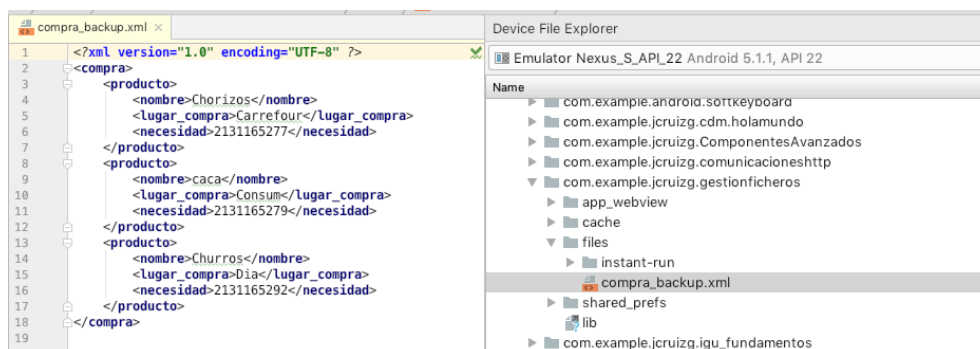 compra_backup.xml ×
1 <?xml version="1.0" encoding="UTF-8" ?>
2 <compra>
3 <producto>
4 <nombre>Chorizos</nombre>
5 <lugar_compra>Carrefour</lugar_compra>
6 <necesidad>2131165277</necesidad>
7 </producto>
8 <producto>
9 <nombre>caca</nombre>
10 <lugar_compra>Consum</lugar_compra>
11 <necesidad>2131165279</necesidad>
12 </producto>
13 <producto>
14 <nombre>Churros</nombre>
15 <lugar_compra>Dia</lugar_compra>
16 <necesidad>2131165292</necesidad>
17 </producto>
18 </compra>
19
Device File Explorer
Emulator Nexus_S_API_22 Android 5.1.1, API 22
Name
com.example.android.softkeyboard
com.example.jcruizg.cdm.holamundo
com.example.jcruizg.ComponentesAvanzados
com.example.jcruizg.comunicacioneshttp
com.example.jcruizg.gestionficheros
app_webview
cache
files
instant-run
compra_backup.xml
shared_prefs
lib
com.example.jcruizg.igu_fundamentos